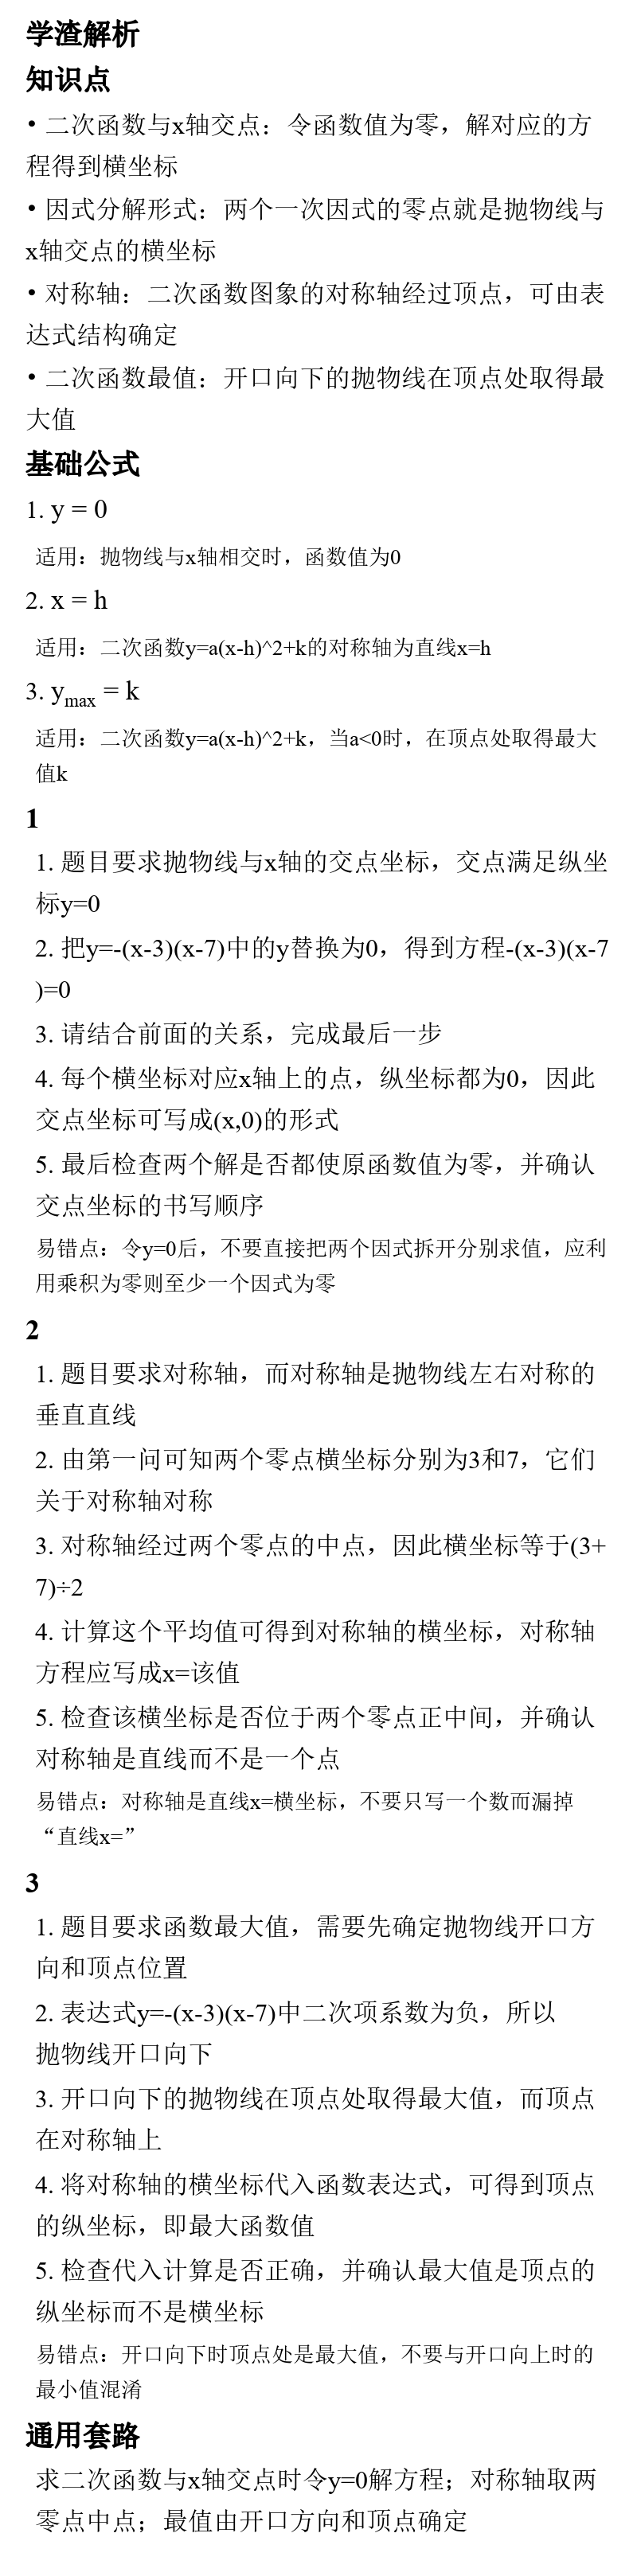 学渣解析
知识点
• 二次函数与x轴交点：令函数值为零，解对应的方
程得到横坐标
• 因式分解形式：两个一次因式的零点就是抛物线与
x轴交点的横坐标
• 对称轴：二次函数图象的对称轴经过顶点，可由表
达式结构确定
• 二次函数最值：开口向下的抛物线在顶点处取得最
大值
基础公式
1. y = 0
适用：抛物线与x轴相交时，函数值为0
2. x = h
适用：二次函数y=a(x-h)^2+k的对称轴为直线x=h
3. y_max = k
适用：二次函数y=a(x-h)^2+k，当a<0时，在顶点处取得最大
值k
1
1. 题目要求抛物线与x轴的交点坐标，交点满足纵坐
标y=0
2. 把y=-(x-3)(x-7)中的y替换为0，得到方程-(x-3)(x-7
)=0
3. 请结合前面的关系，完成最后一步
4. 每个横坐标对应x轴上的点，纵坐标都为0，因此
交点坐标可写成(x,0)的形式
5. 最后检查两个解是否都使原函数值为零，并确认
交点坐标的书写顺序
易错点：令y=0后，不要直接把两个因式拆开分别求值，应利
用乘积为零则至少一个因式为零
2
1. 题目要求对称轴，而对称轴是抛物线左右对称的
垂直直线
2. 由第一问可知两个零点横坐标分别为3和7，它们
关于对称轴对称
3. 对称轴经过两个零点的中点，因此横坐标等于(3+
7)÷2
4. 计算这个平均值可得到对称轴的横坐标，对称轴
方程应写成x=该值
5. 检查该横坐标是否位于两个零点正中间，并确认
对称轴是直线而不是一个点
易错点：对称轴是直线x=横坐标，不要只写一个数而漏掉
“直线x=”
3
1. 题目要求函数最大值，需要先确定抛物线开口方
向和顶点位置
2. 表达式y=-(x-3)(x-7)中二次项系数为负，所以
抛物线开口向下
3. 开口向下的抛物线在顶点处取得最大值，而顶点
在对称轴上
4. 将对称轴的横坐标代入函数表达式，可得到顶点
的纵坐标，即最大函数值
5. 检查代入计算是否正确，并确认最大值是顶点的
纵坐标而不是横坐标
易错点：开口向下时顶点处是最大值，不要与开口向上时的
最小值混淆
通用套路
求二次函数与x轴交点时令y=0解方程；对称轴取两
零点中点；最值由开口方向和顶点确定